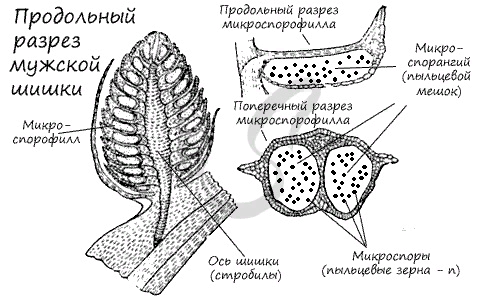 Продольный
разрез
мужской
шишки
Микро-
спорофилл
Ось шишки
(стробилы)
Продольный разрез
микроспорофилла
Микро-
спорангий
(пыльцевой
мешок)
Поперечный разрез
микроспорофилла
Микроспоры
(пыльцевые зерна - n)